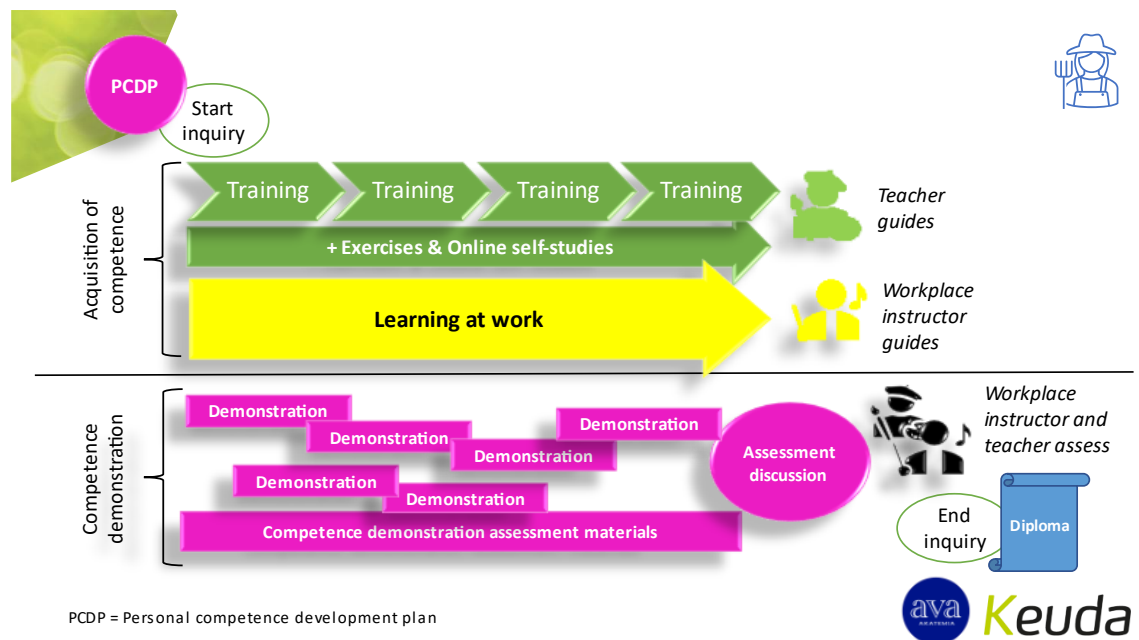 PCDP
Start
inquiry
Acquisition of
competence
Training
Training
Training
Training
+ Exercises & Online self-studies
Learning at work
Teacher
guides
Workplace
instructor
guides
Competence
demonstration
Demonstration
Demonstration
Demonstration
Demonstration
Demonstration
Demonstration
Competence demonstration assessment materials
Assessment
discussion
Workplace
instructor and
teacher assess
End
inquiry
Diploma
PCDP = Personal competence development plan
ava
AKATEMIA
Keuda